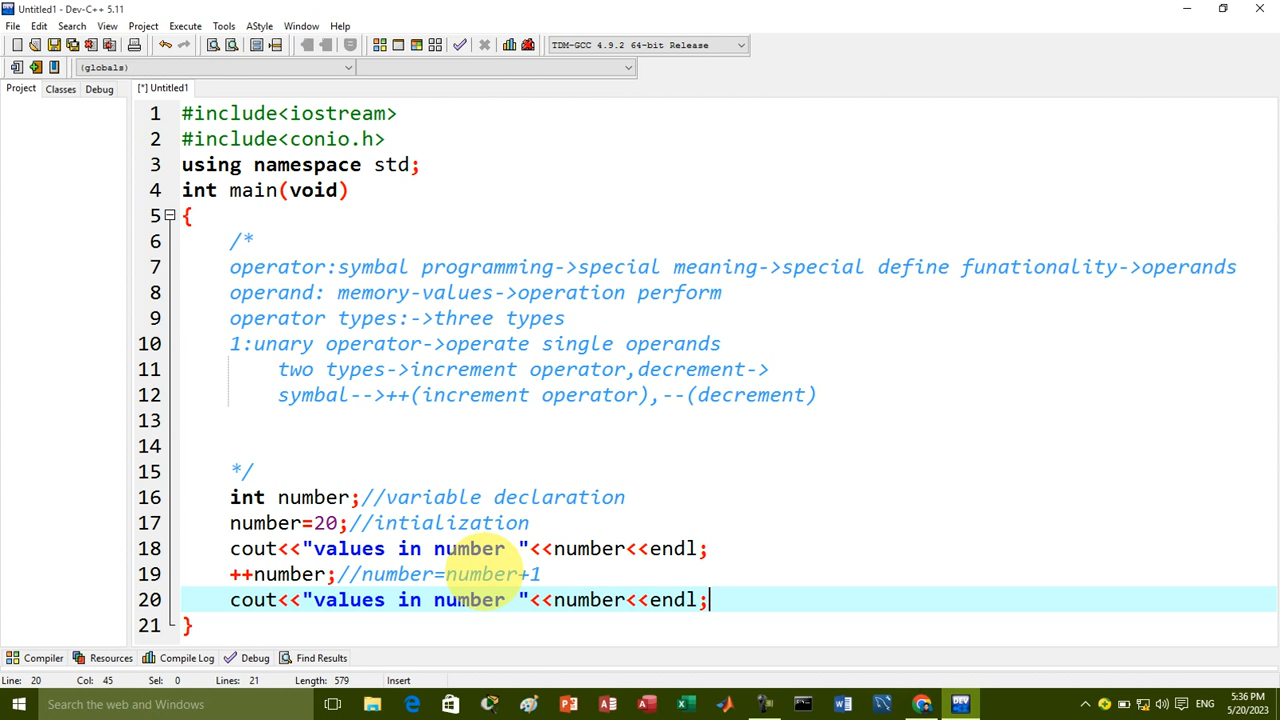 Untitled1 - Dev-C++ 5.11
File Edit Search View Project Execute Tools AStyle Window Help
TDM-GCC 4.9.2 64-bit Release
(globals)
Project Classes Debug [*] Untitled1
1 #include<iostream>
2 #include<conio.h>
3 using namespace std;
4 int main(void)
5 {
6 /*
7 operator:symbal programming->special meaning->special define funationality->operands
8 operand: memory-values->operation perform
9 operator types:->three types
10 1:unary operator->operate single operands
11 two types->increment operator,decrement->
12 symbal-->++(increment operator),--(decrement)
13
14
15 */
16 int number;//variable declaration
17 number=20;//intialization
18 cout<<"values in number "<<number<<endl;
19 ++number;//number=number+1
20 cout<<"values in number "<<number<<endl;
21 }
Compiler Resources Compile Log Debug Find Results
Line: 20 Col: 45 Sel: 0 Lines: 21 Length: 579 Insert
Search the web and Windows
ENG
5:36 PM
5/20/2023